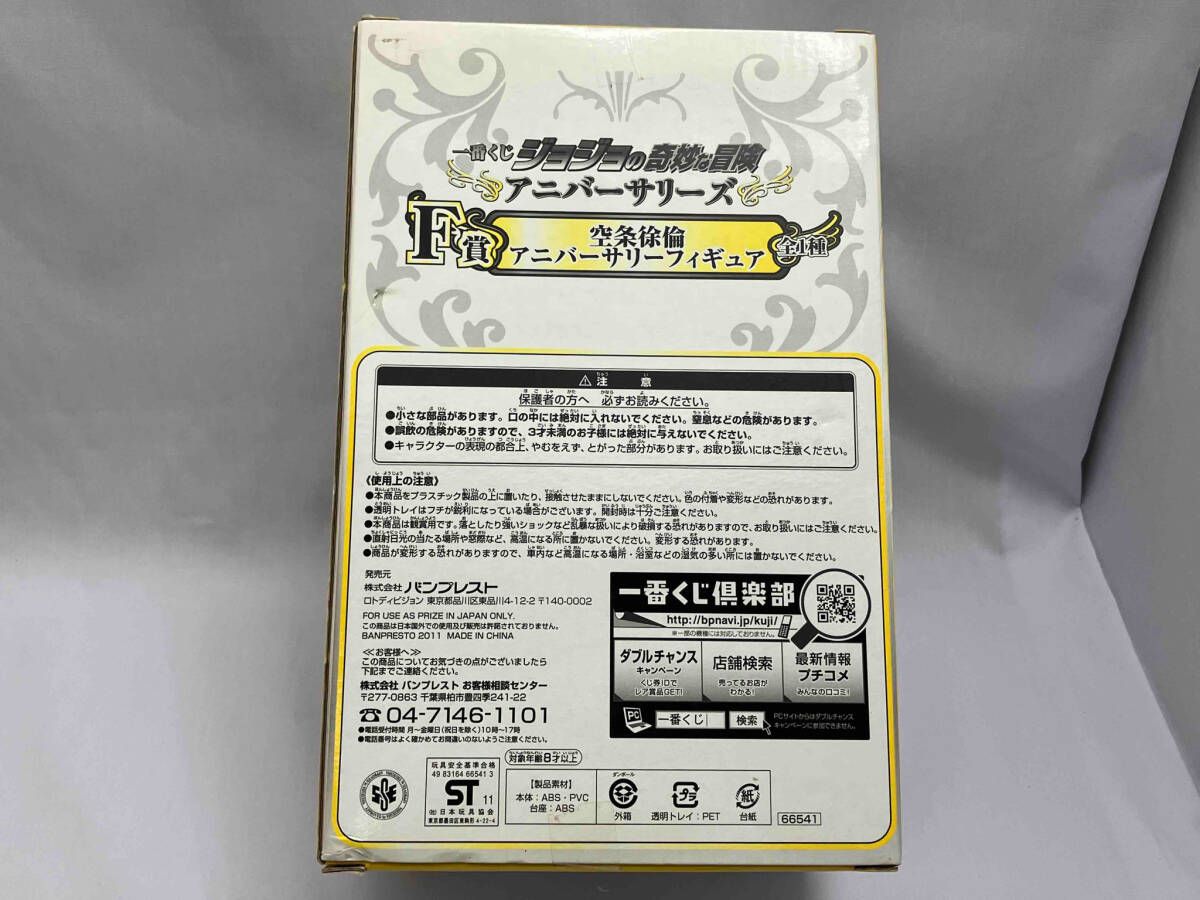 一番くじ ジョジョの奇妙な冒険
アニバーサリーズ
F賞
空条徐倫
アニバーサリーフィギュア
全1種
⚠注 意
保護者の方へ 必ずお読みください。
●小さな部品があります。口の中には絶対に入れないでください。窒息などの危険があります。
●誤飲の危険がありますので、3才未満のお子様には絶対に与えないでください。
●キャラクターの表現の都合上、やむをえず、とがった部分があります。お取り扱いにはご注意ください。
《使用上の注意》
●本商品をプラスチック製品の上に置いたり、接触させたままにしないでください。色の付着や変形などの恐れがあります。
●透明トレイはフチが鋭利になっている場合がございます。開封時は十分ご注意ください。
●本商品は観賞用です。落としたり強いショックなど乱暴な扱いにより破損する恐れがありますので、お取り扱いにはご注意ください。
●直射日光の当たる場所や窓際など、高温になる所に置かないでください。変形する恐れがあります。
●商品が変形する恐れがありますので、車内など高温になる場所・浴室などの湿気の多い所には置かないでください。
発売元
株式会社 バンプレスト
ロトディビジョン 東京都品川区東品川4-12-2 〒140-0002
FOR USE AS PRIZE IN JAPAN ONLY.
この商品は日本国外での使用及び販売は許諾されておりません。
BANPRESTO 2011 MADE IN CHINA
≪お客様へ≫
この商品についてお気づきの点がございましたら
下記までご連絡ください。
株式会社 バンプレスト お客様相談センター
〒277-0863 千葉県柏市豊四季241-22
☎04-7146-1101
●電話受付時間 月〜金曜日(祝日を除く)10時〜17時
●電話番号はよく確かめてお間違いのないようご注意ください。
一番くじ倶楽部
http://bpnavi.jp/kuji/
※一部の機種には対応しておりません。
ダブルチャンス
キャンペーン
くじ券IDで
レア賞品GET!
店舗検索
売ってるお店が
わかる!
最新情報
プチコメ
みんなの口コミ!
PC
一番くじ
検索
PCサイトからはダブルチャンス
キャンペーンに参加できません。
対象年齢8才以上
玩具安全基準合格
49 83164 66541 3
ST 11
(社)日本玩具協会
東京都墨田区東駒形4-22-4
【製品素材】
本体:ABS・PVC
台座:ABS
ダンボール
外箱
プラ
透明トレイ:PET
紙
台紙
66541